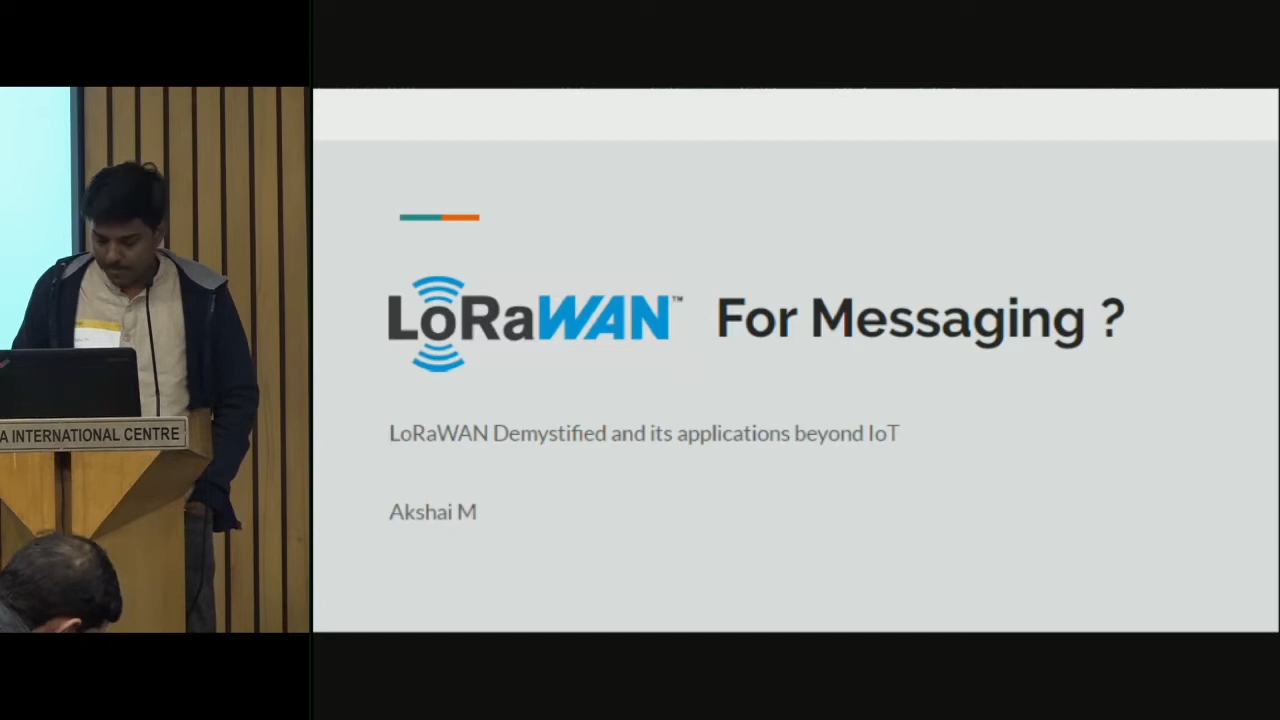 LoRaWAN™ For Messaging ?
LoRaWAN Demystified and its applications beyond IoT
Akshai M
A INTERNATIONAL CENTRE